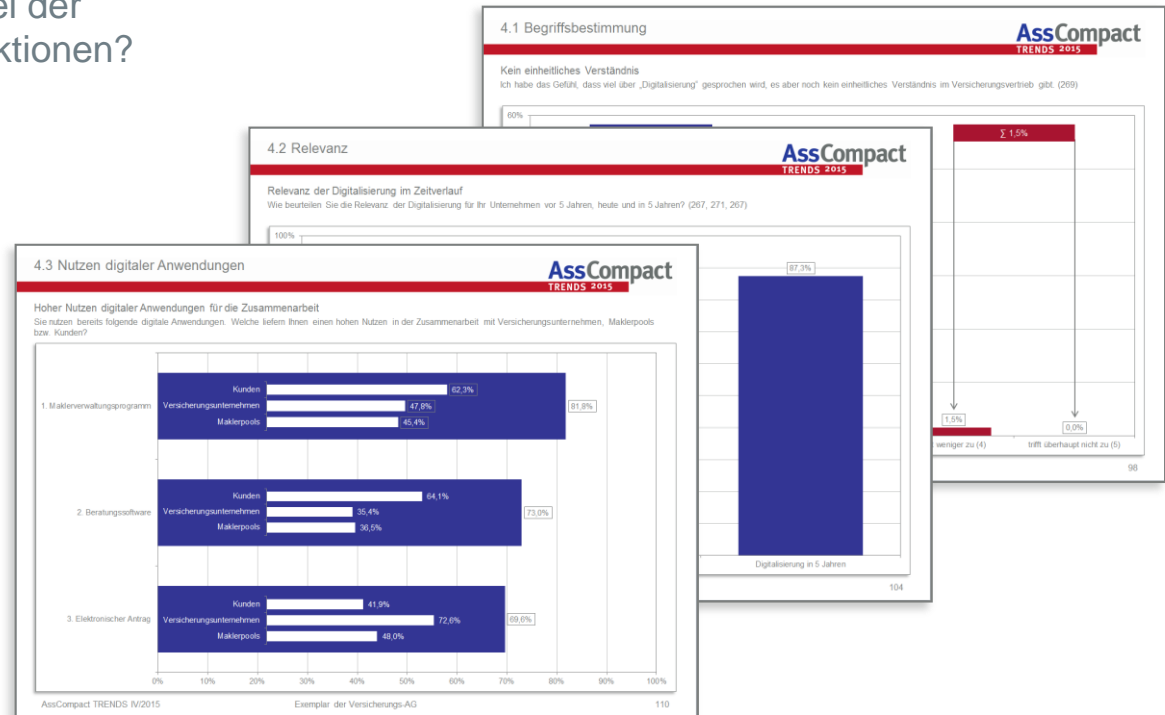 ei der
ktionen?
4.1 Begriffsbestimmung
AssCompact
TRENDS 2015
Kein einheitliches Verständnis
Ich habe das Gefühl, dass viel über „Digitalisierung" gesprochen wird, es aber noch kein einheitliches Verständnis im Versicherungsvertrieb gibt. (269)
60%
∑ 1,5%
1,5%
0,0%
weniger zu (4)
trifft überhaupt nicht zu (5)
98
4.2 Relevanz
AssCompact
TRENDS 2015
Relevanz der Digitalisierung im Zeitverlauf
Wie beurteilen Sie die Relevanz der Digitalisierung für Ihr Unternehmen vor 5 Jahren, heute und in 5 Jahren? (267, 271, 267)
100%
87,3%
Digitalisierung in 5 Jahren
104
4.3 Nutzen digitaler Anwendungen
AssCompact
TRENDS 2015
Hoher Nutzen digitaler Anwendungen für die Zusammenarbeit
Sie nutzen bereits folgende digitale Anwendungen. Welche liefern Ihnen einen hohen Nutzen in der Zusammenarbeit mit Versicherungsunternehmen, Maklerpools
bzw. Kunden?
Kunden 62,3%
1. Maklerverwaltungsprogramm Versicherungsunternehmen 47,8% 81,8%
Maklerpools 45,4%
Kunden 64,1%
2. Beratungssoftware Versicherungsunternehmen 35,4% 73,0%
Maklerpools 36,5%
Kunden 41,9%
3. Elektronischer Antrag Versicherungsunternehmen 72,6% 69,6%
Maklerpools 48,0%
0% 10% 20% 30% 40% 50% 60% 70% 80% 90% 100%
AssCompact TRENDS IV/2015 Exemplar der Versicherungs-AG 110